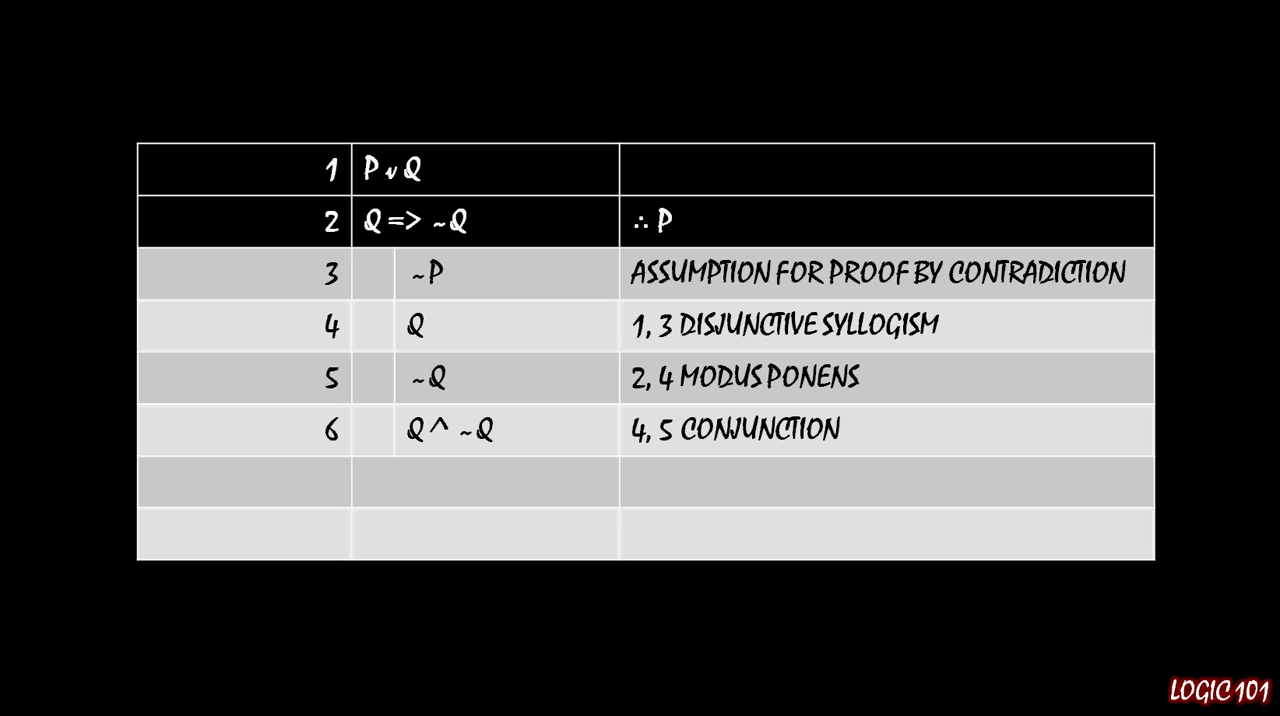 1 P v Q
2 Q => ~Q ∴ P
3 ~P ASSUMPTION FOR PROOF BY CONTRADICTION
4 Q 1, 3 DISJUNCTIVE SYLLOGISM
5 ~Q 2, 4 MODUS PONENS
6 Q ^ ~Q 4, 5 CONJUNCTION
LOGIC 101